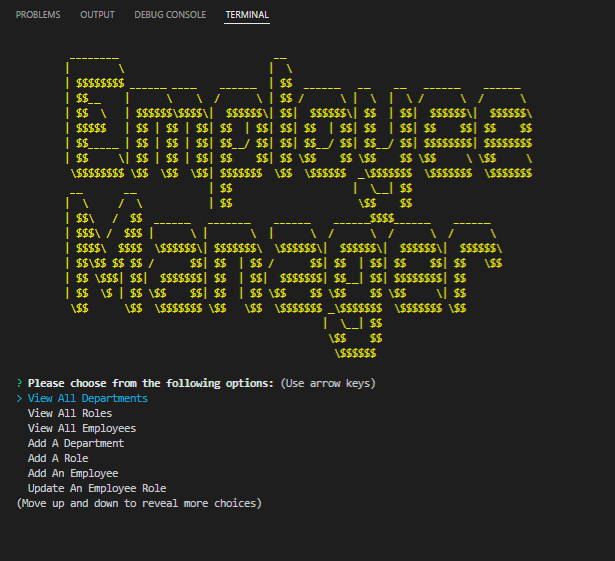 PROBLEMS OUTPUT DEBUG CONSOLE TERMINAL
Employee
Manager
? Please choose from the following options: (Use arrow keys)
> View All Departments
View All Roles
View All Employees
Add A Department
Add A Role
Add An Employee
Update An Employee Role
(Move up and down to reveal more choices)